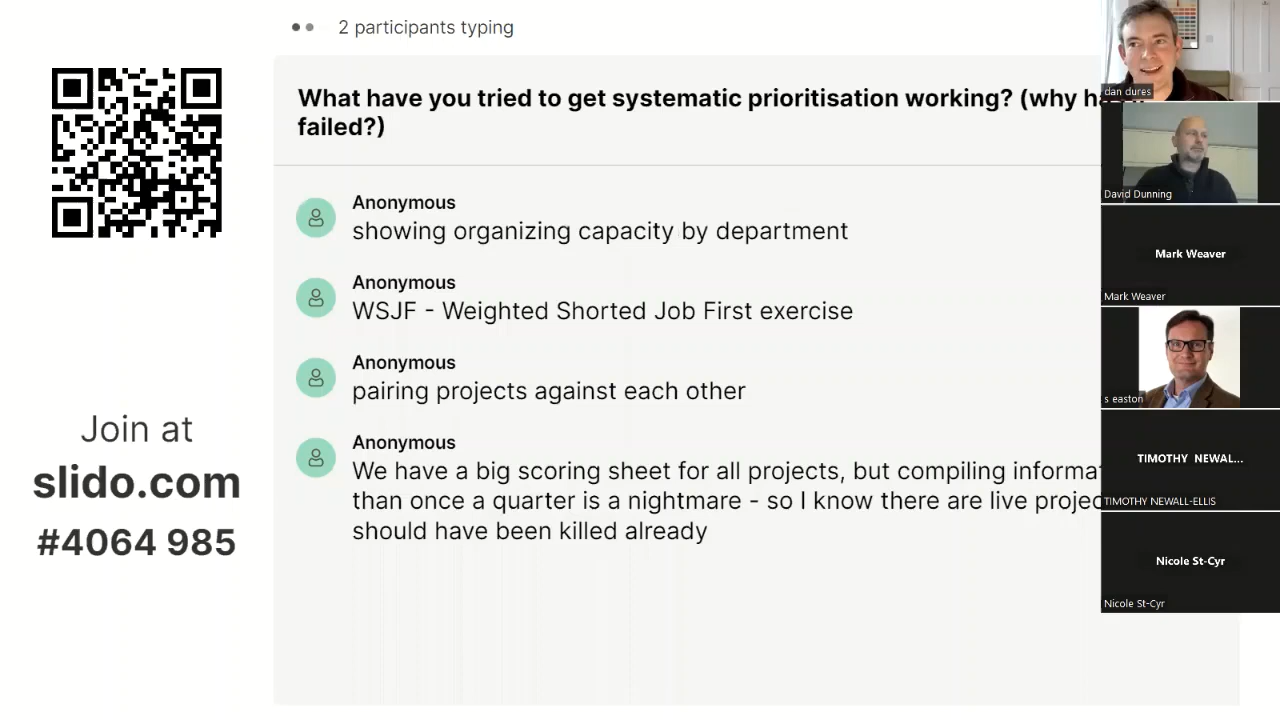 2 participants typing
What have you tried to get systematic prioritisation working? (why
failed?)
Anonymous
showing organizing capacity by department
Anonymous
WSJF - Weighted Shorted Job First exercise
Anonymous
pairing projects against each other
Anonymous
We have a big scoring sheet for all projects, but compiling
than once a quarter is a nightmare - so I know there are live
should have been killed already
Join at
slido.com
#4064 985
dan dures
David Dunning
Mark Weaver
Mark Weaver
s easton
TIMOTHY NEWAL...
TIMOTHY NEWALL-ELLIS
Nicole St-Cyr
Nicole St-Cyr